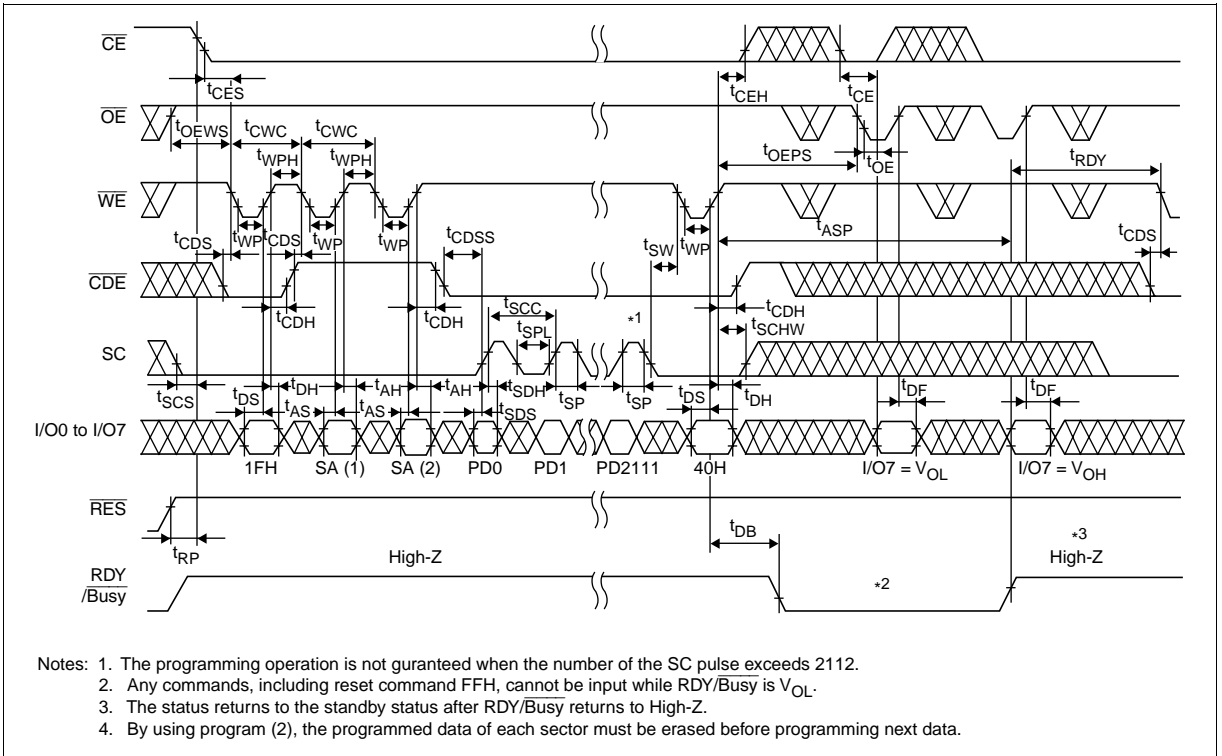 CE
tCES
tCEH
tCE
OE
tOEWS
tCWC
tCWC
tWPH
tWPH
tOEPS
tOE
tRDY
WE
tCDS
tWP
tCDS
tWP
tWP
tCDSS
tSW
tWP
tASP
tCDS
CDE
tCDH
tCDH
tSCC
tSPL
*1
tCDH
tSCHW
SC
tSCS
tDS
tDH
tAS
tAH
tAS
tAH
tSDS
tSDH
tSP
tSP
tDS
tDH
tDF
tDF
I/O0 to I/O7
1FH
SA (1)
SA (2)
PD0
PD1
PD2111
40H
I/O7 = VOL
I/O7 = VOH
RES
tRP
High-Z
tDB
*3
High-Z
RDY
/Busy
*2
Notes: 1. The programming operation is not guranteed when the number of the SC pulse exceeds 2112.
2. Any commands, including reset command FFH, cannot be input while RDY/Busy is VOL.
3. The status returns to the standby status after RDY/Busy returns to High-Z.
4. By using program (2), the programmed data of each sector must be erased before programming next data.